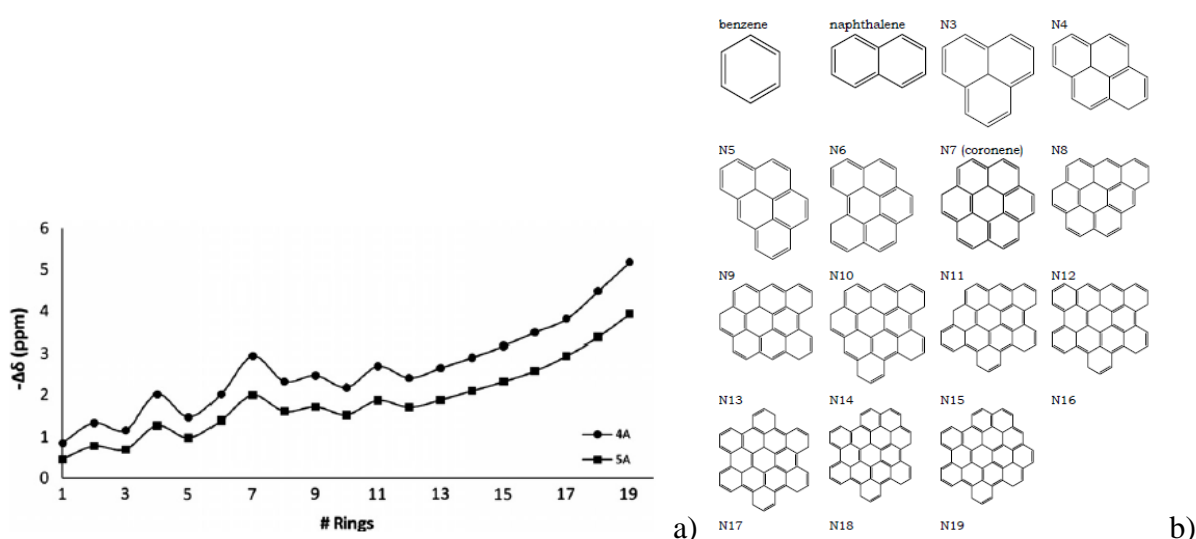 6
5
4
3
2
1
0
-Δδ (ppm)
1 3 5 7 9 11 13 15 17 19
# Rings
4A
5A
a)
benzene naphthalene N3 N4
N5 N6 N7 (coronene) N8
N9 N10 N11 N12
N13 N14 N15 N16
N17 N18 N19
b)